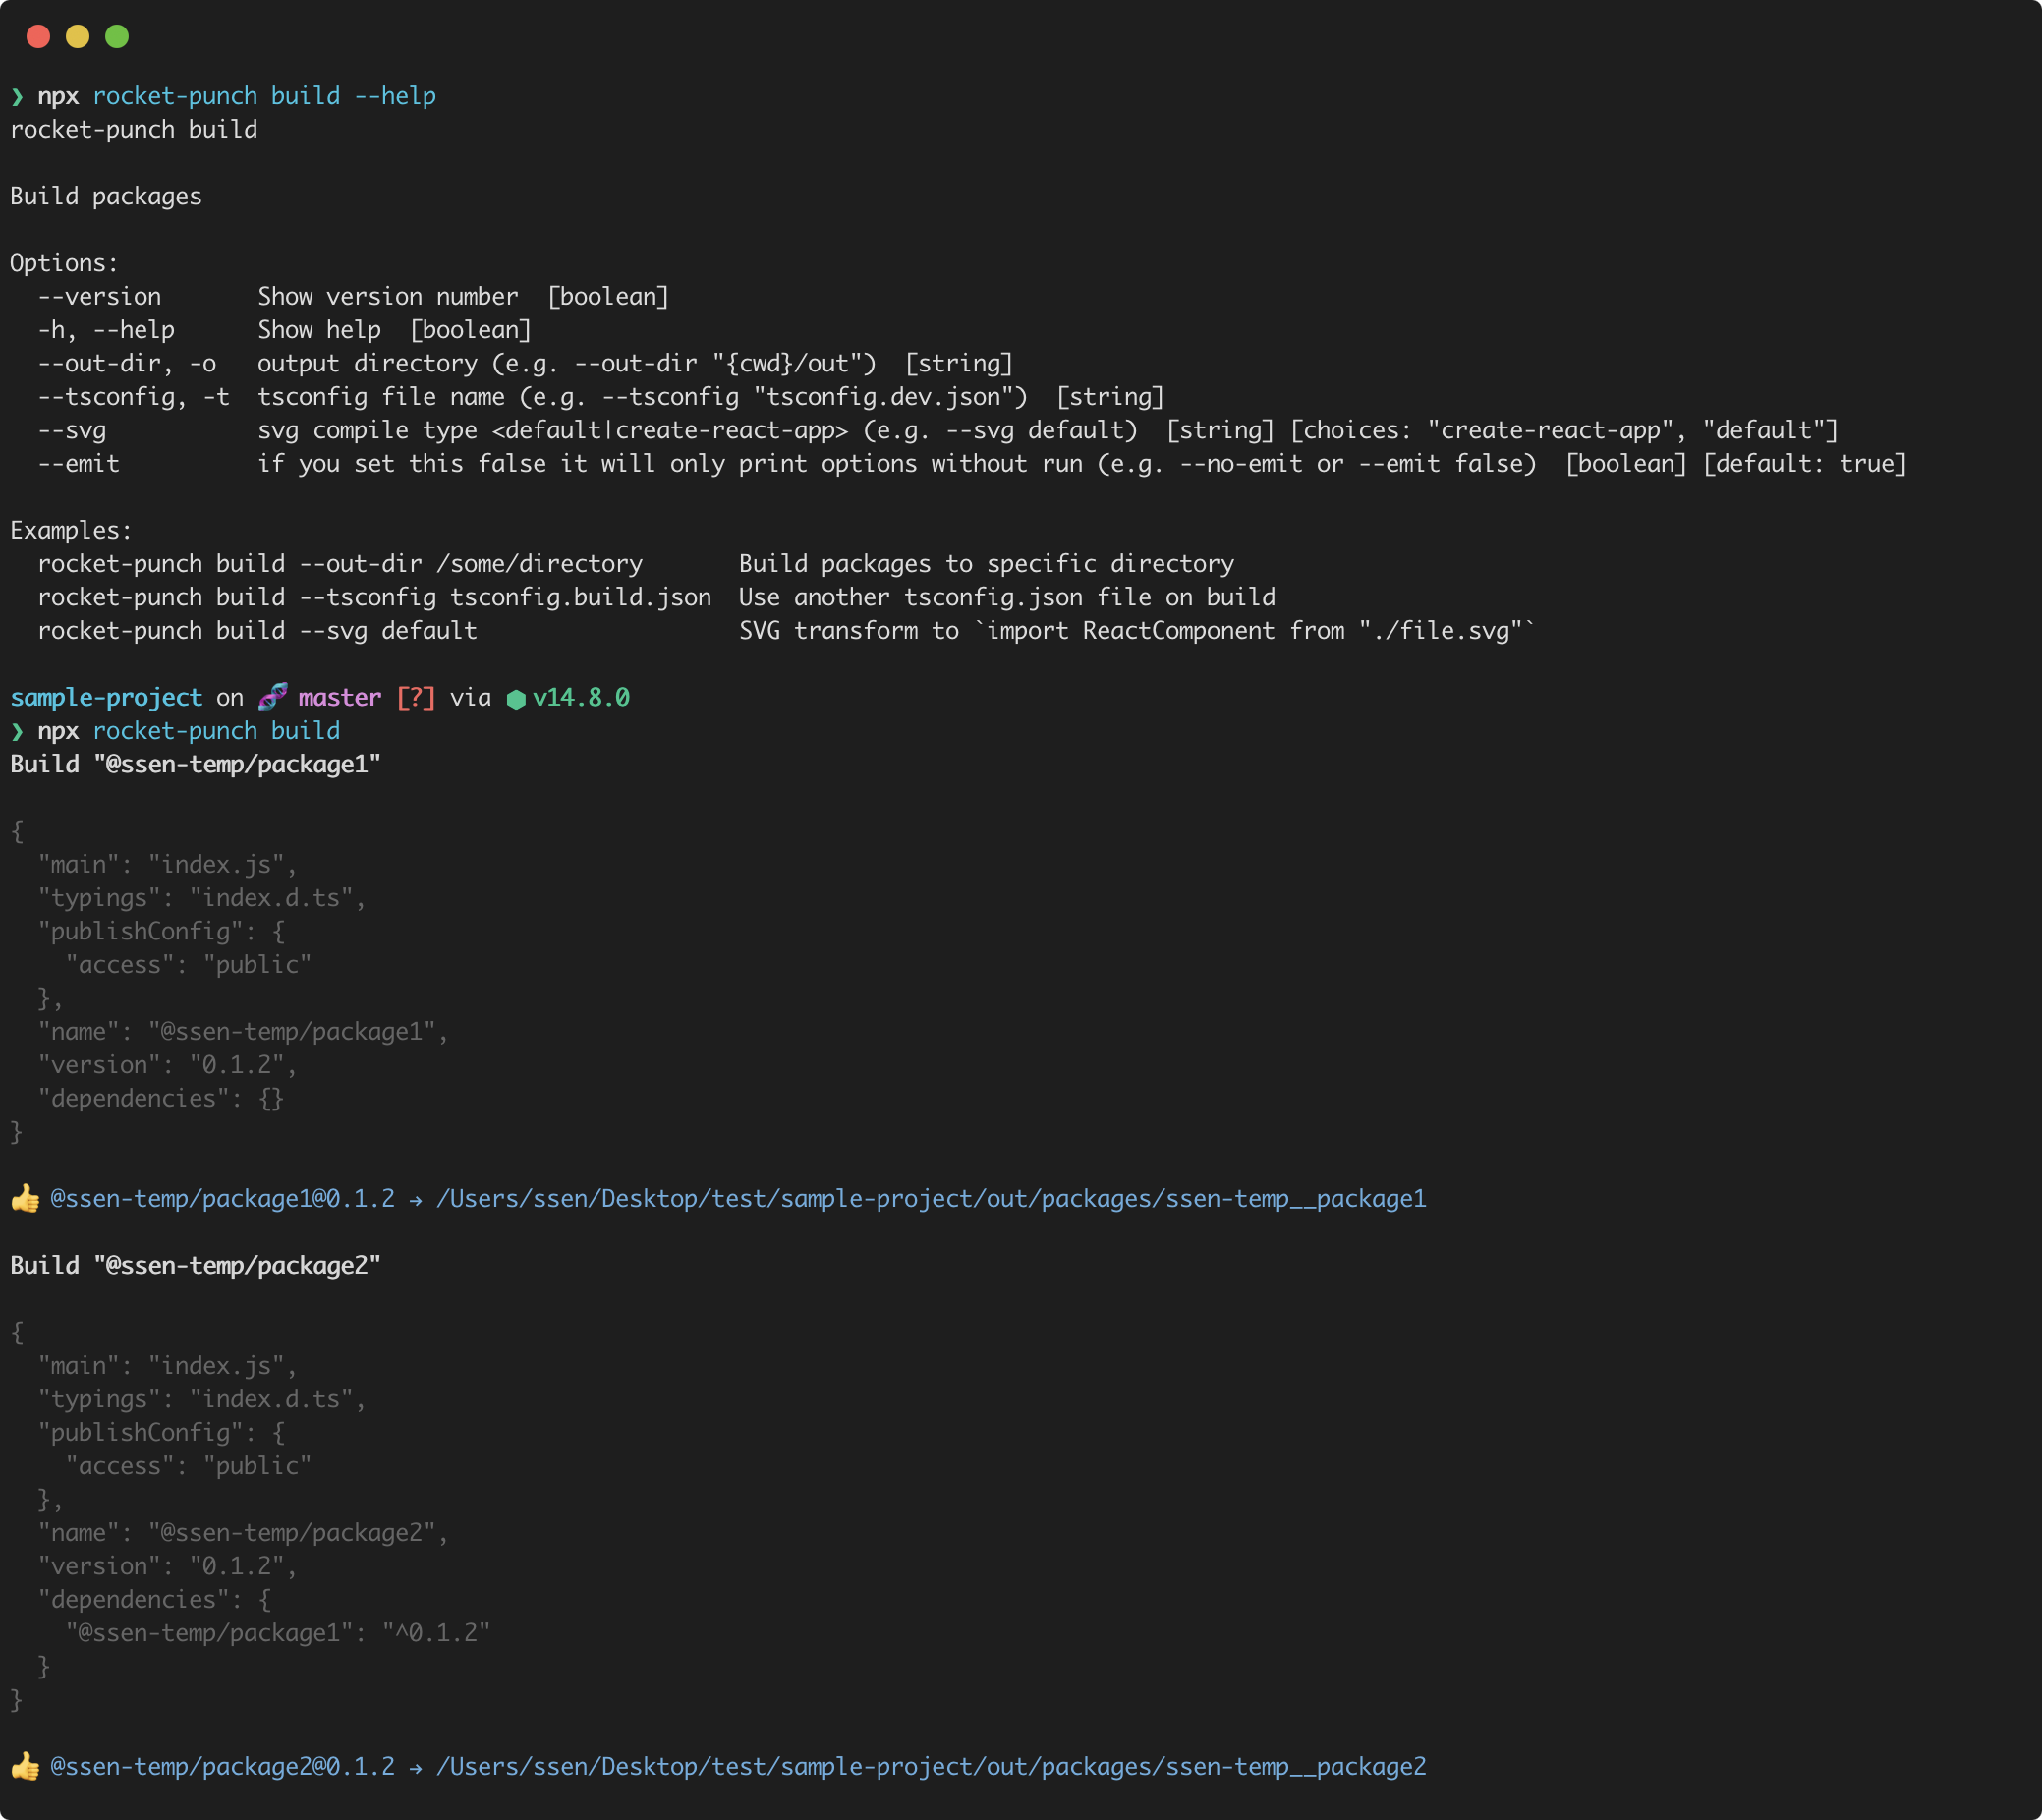 ❯ npx rocket-punch build --help
rocket-punch build

Build packages

Options:
  --version       Show version number  [boolean]
  -h, --help      Show help  [boolean]
  --out-dir, -o   output directory (e.g. --out-dir "{cwd}/out")  [string]
  --tsconfig, -t  tsconfig file name (e.g. --tsconfig "tsconfig.dev.json")  [string]
  --svg           svg compile type <default|create-react-app> (e.g. --svg default)  [string] [choices: "create-react-app", "default"]
  --emit          if you set this false it will only print options without run (e.g. --no-emit or --emit false)  [boolean] [default: true]

Examples:
  rocket-punch build --out-dir /some/directory       Build packages to specific directory
  rocket-punch build --tsconfig tsconfig.build.json  Use another tsconfig.json file on build
  rocket-punch build --svg default                   SVG transform to `import ReactComponent from "./file.svg"`

sample-project on 🧬 master [?] via ⬢ v14.8.0
❯ npx rocket-punch build
Build "@ssen-temp/package1"

{
  "main": "index.js",
  "typings": "index.d.ts",
  "publishConfig": {
    "access": "public"
  },
  "name": "@ssen-temp/package1",
  "version": "0.1.2",
  "dependencies": {}
}

👍 @ssen-temp/package1@0.1.2 → /Users/ssen/Desktop/test/sample-project/out/packages/ssen-temp__package1

Build "@ssen-temp/package2"

{
  "main": "index.js",
  "typings": "index.d.ts",
  "publishConfig": {
    "access": "public"
  },
  "name": "@ssen-temp/package2",
  "version": "0.1.2",
  "dependencies": {
    "@ssen-temp/package1": "^0.1.2"
  }
}

👍 @ssen-temp/package2@0.1.2 → /Users/ssen/Desktop/test/sample-project/out/packages/ssen-temp__package2